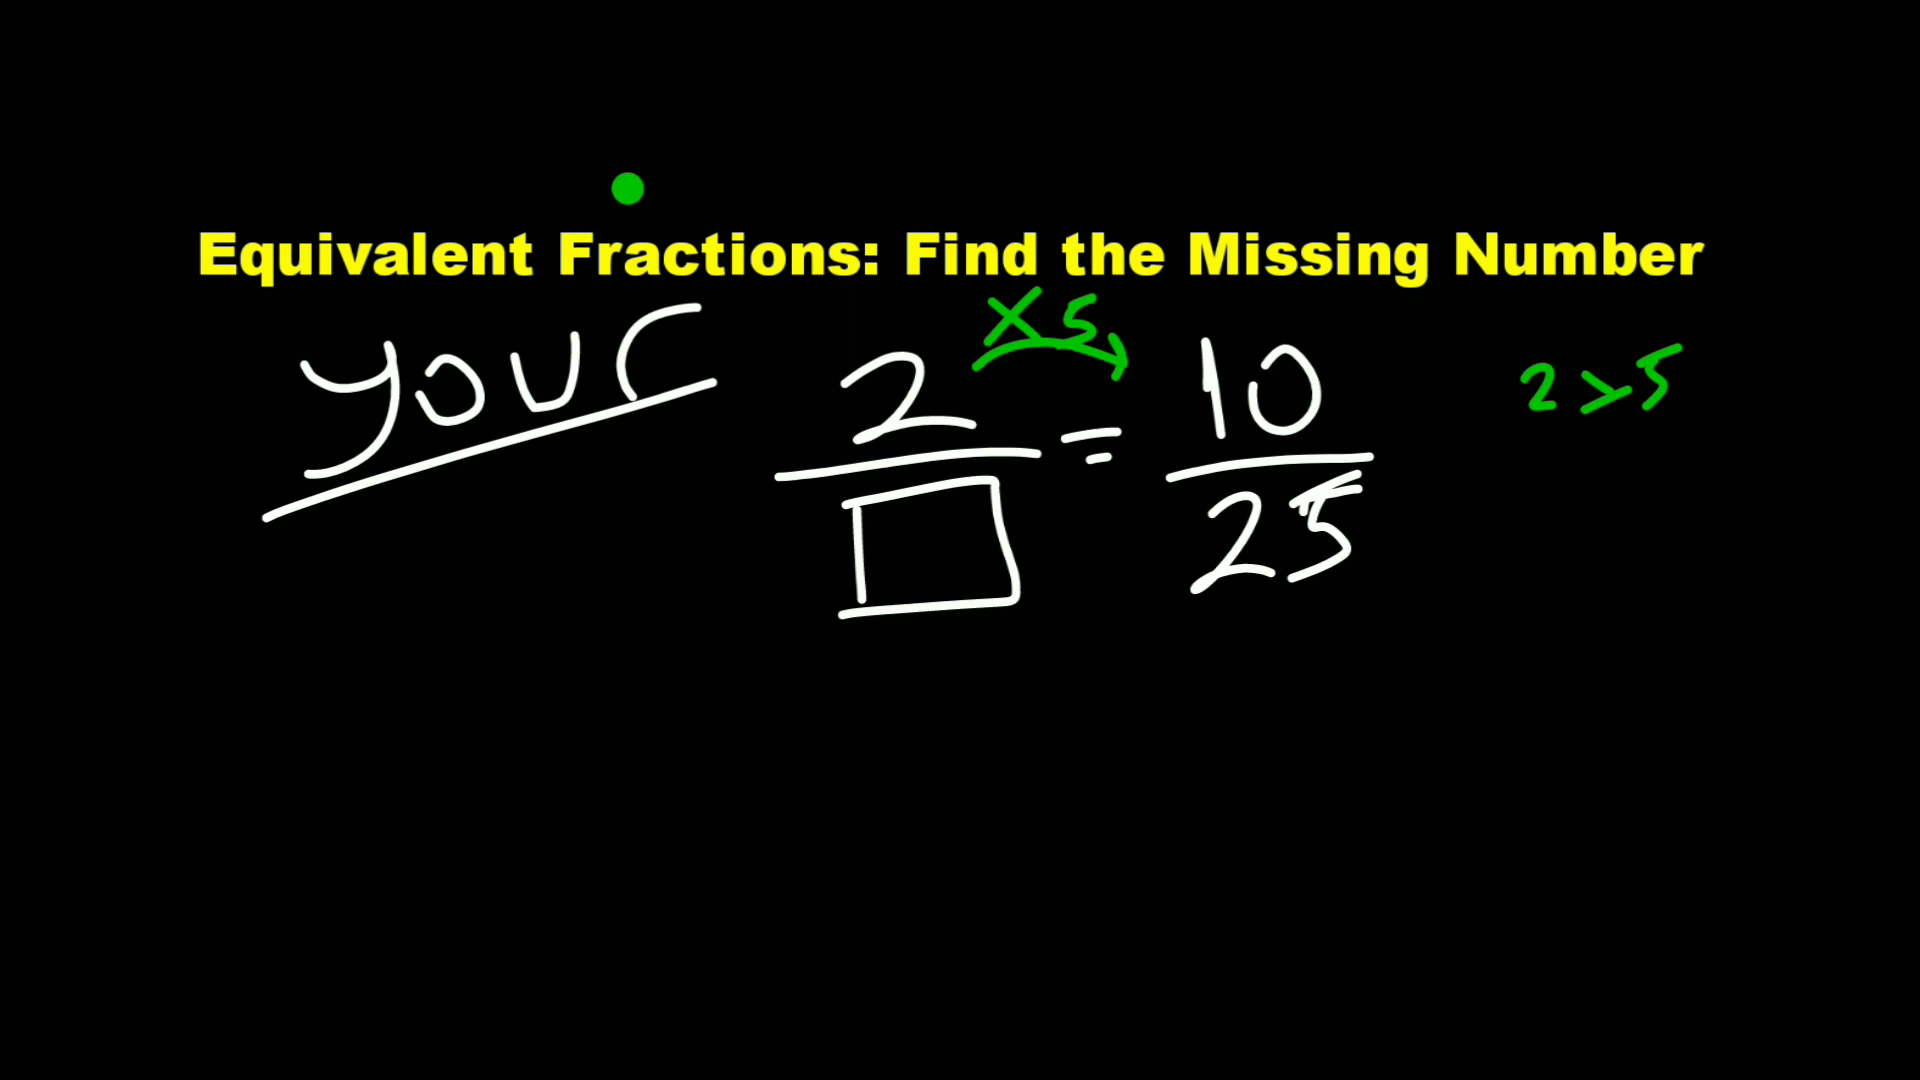 Equivalent Fractions: Find the Missing Number
your
×5
2/□ = 10/25
2>5